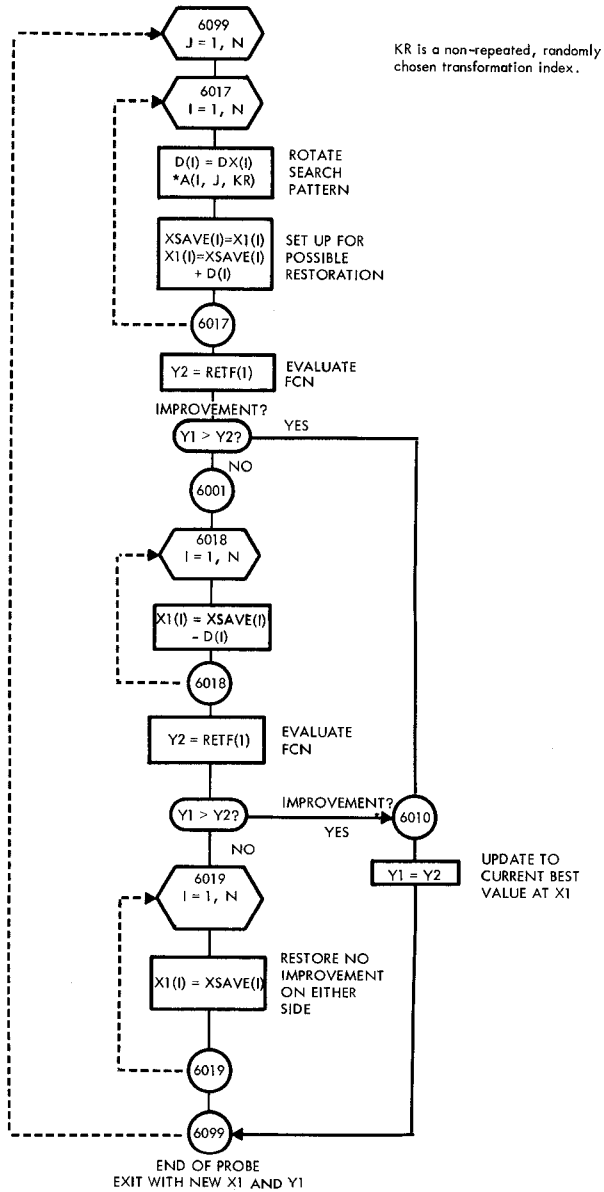 6099
J = 1, N
KR is a non-repeated, randomly
chosen transformation index.
6017
I = 1, N
D(I) = DX(I)
*A(I, J, KR)
ROTATE
SEARCH
PATTERN
XSAVE(I)=X1(I)
X1(I)=XSAVE(I)
+ D(I)
SET UP FOR
POSSIBLE
RESTORATION
6017
Y2 = RETF(1)
EVALUATE
FCN
IMPROVEMENT?
Y1 > Y2?
YES
NO
6001
6018
I = 1, N
X1(I) = XSAVE(I)
- D(I)
6018
Y2 = RETF(1)
EVALUATE
FCN
Y1 > Y2?
IMPROVEMENT?
YES
6010
NO
Y1 = Y2
UPDATE TO
CURRENT BEST
VALUE AT X1
6019
I = 1, N
X1(I) = XSAVE(I)
RESTORE NO
IMPROVEMENT
ON EITHER
SIDE
6019
6099
END OF PROBE
EXIT WITH NEW X1 AND Y1